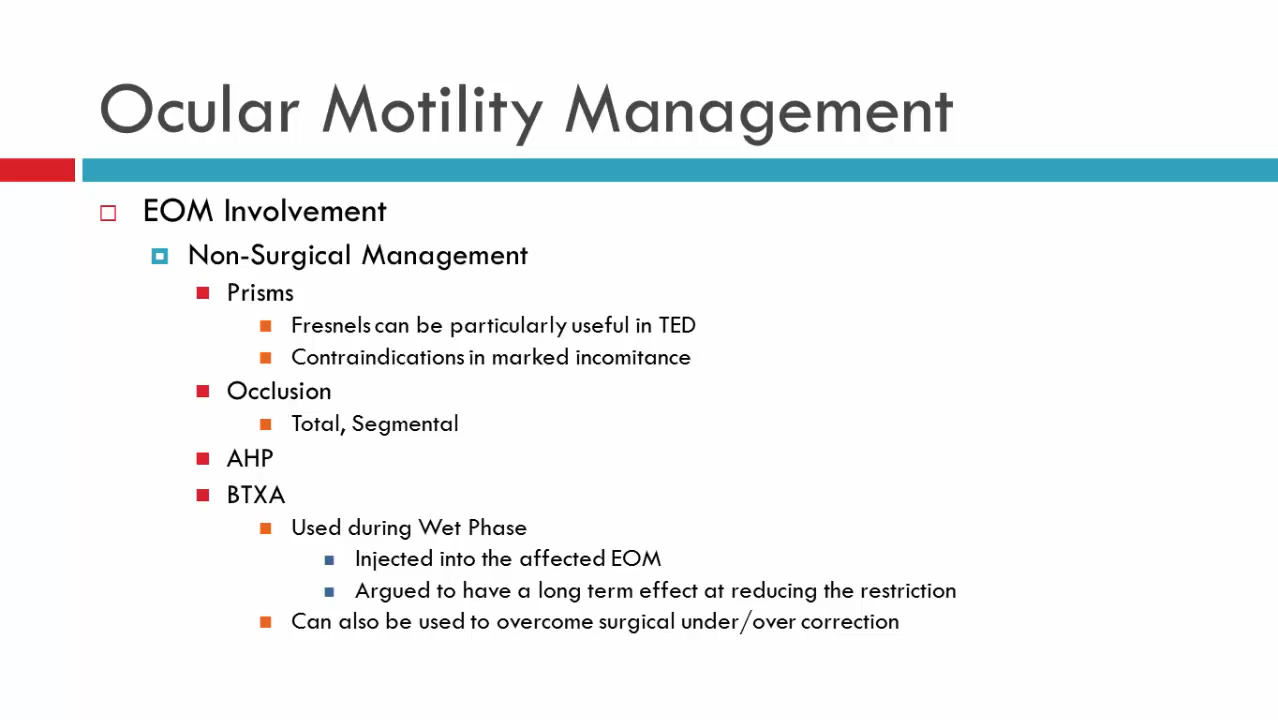 Ocular Motility Management
EOM Involvement
Non-Surgical Management
Prisms
Fresnels can be particularly useful in TED
Contraindications in marked incomitance
Occlusion
Total, Segmental
AHP
BTXA
Used during Wet Phase
Injected into the affected EOM
Argued to have a long term effect at reducing the restriction
Can also be used to overcome surgical under/over correction